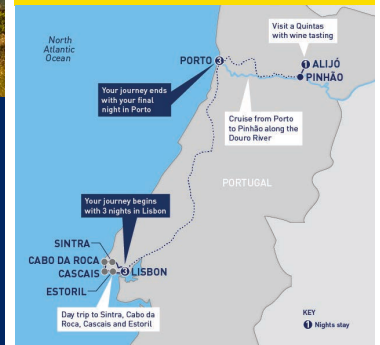 North
Atlantic
Ocean
Visit a Quintas
with wine tasting
PORTO 3
1 ALIJÓ
PINHÃO
Your journey ends
with your final
night in Porto
Cruise from Porto
to Pinhão along the
Douro River
PORTUGAL
Your journey begins
with 3 nights in Lisbon
SINTRA
CABO DA ROCA
CASCAIS
3 LISBON
ESTORIL
Day trip to Sintra, Cabo da
Roca, Cascais and Estoril
KEY
1 Nights stay